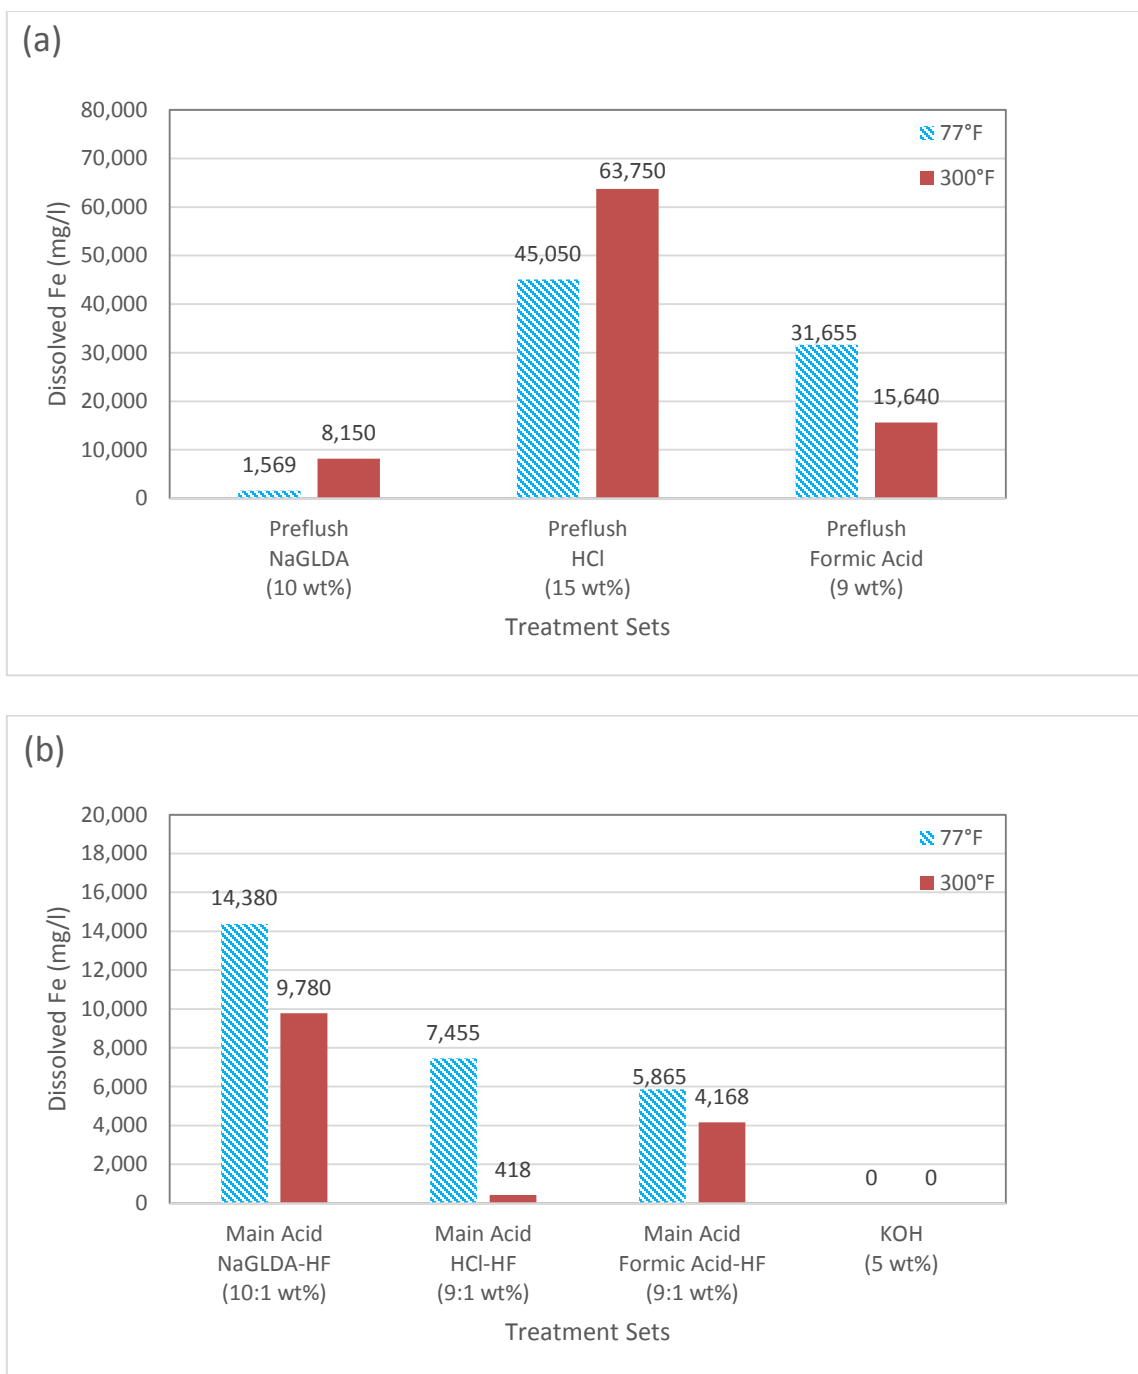 (a)
80,000
70,000
60,000
50,000
40,000
30,000
20,000
10,000
0
Dissolved Fe (mg/l)
77°F
300°F
1,569
8,150
45,050
63,750
31,655
15,640
Preflush
NaGLDA
(10 wt%)
Preflush
HCl
(15 wt%)
Preflush
Formic Acid
(9 wt%)
Treatment Sets
(b)
20,000
18,000
16,000
14,000
12,000
10,000
8,000
6,000
4,000
2,000
0
Dissolved Fe (mg/l)
77°F
300°F
14,380
9,780
7,455
418
5,865
4,168
0
0
Main Acid
NaGLDA-HF
(10:1 wt%)
Main Acid
HCl-HF
(9:1 wt%)
Main Acid
Formic Acid-HF
(9:1 wt%)
KOH
(5 wt%)
Treatment Sets